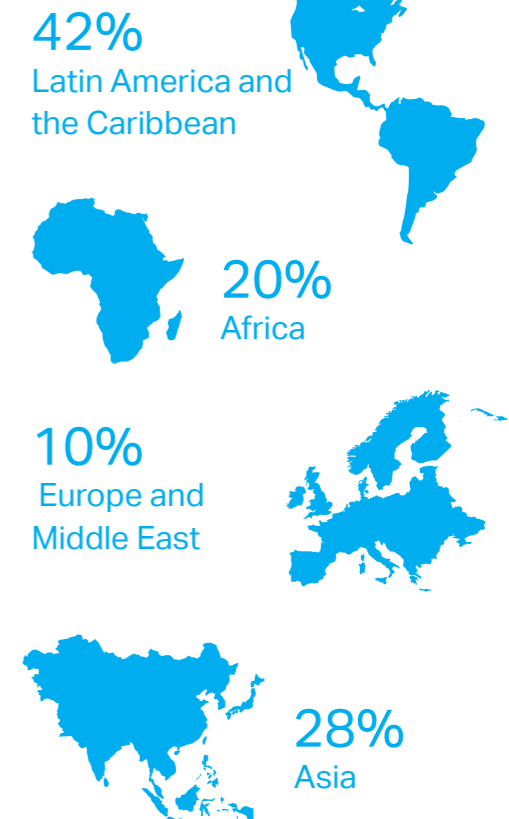 42%
Latin America and
the Caribbean
20%
Africa
10%
Europe and
Middle East
28%
Asia